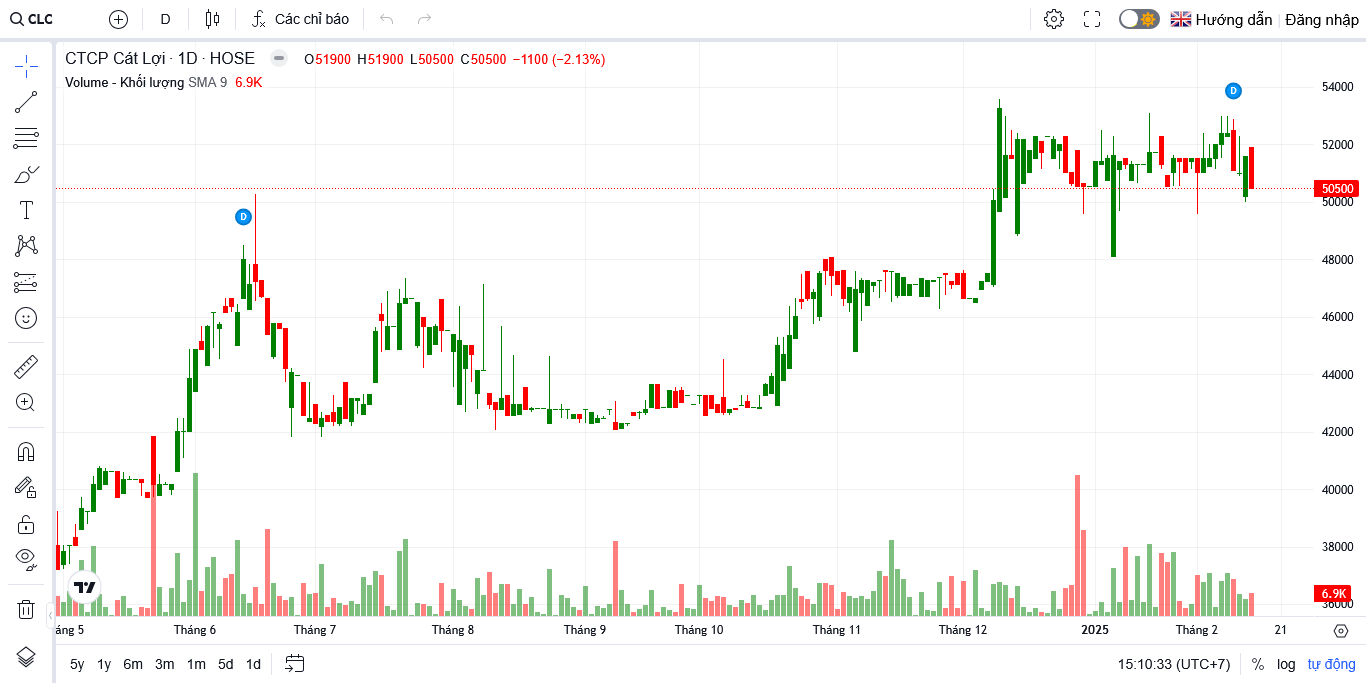 CLC D Các chỉ báo Hướng dẫn Đăng nhập
CTCP Cát Lợi · 1D · HOSE O51900 H51900 L50500 C50500 −1100 (−2.13%)
Volume - Khối lượng SMA 9 6.9K
D
D
54000
52000
50500
50000
48000
46000
44000
42000
40000
38000
6.9K
36000
áng 5 Tháng 6 Tháng 7 Tháng 8 Tháng 9 Tháng 10 Tháng 11 Tháng 12 2025 Tháng 2 21
5y 1y 6m 3m 1m 5d 1d 15:10:33 (UTC+7) % log tự động